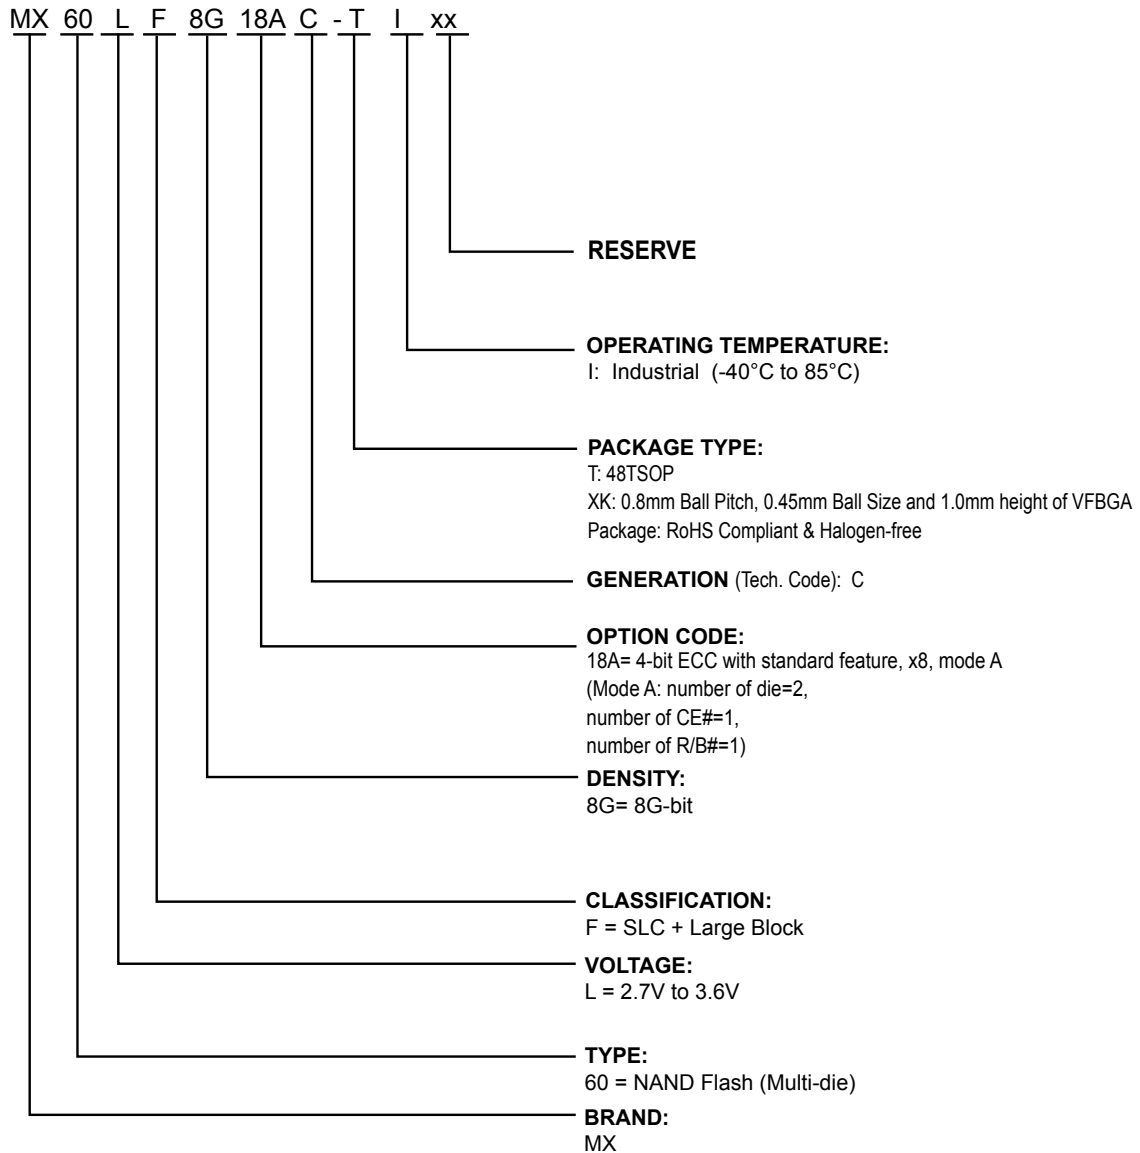 MX 60 L F 8G 18A C - T I xx
RESERVE
OPERATING TEMPERATURE:
I: Industrial (-40°C to 85°C)
PACKAGE TYPE:
T: 48TSOP
XK: 0.8mm Ball Pitch, 0.45mm Ball Size and 1.0mm height of VFBGA
Package: RoHS Compliant & Halogen-free
GENERATION (Tech. Code): C
OPTION CODE:
18A= 4-bit ECC with standard feature, x8, mode A
(Mode A: number of die=2,
number of CE#=1,
number of R/B#=1)
DENSITY:
8G= 8G-bit
CLASSIFICATION:
F = SLC + Large Block
VOLTAGE:
L = 2.7V to 3.6V
TYPE:
60 = NAND Flash (Multi-die)
BRAND:
MX